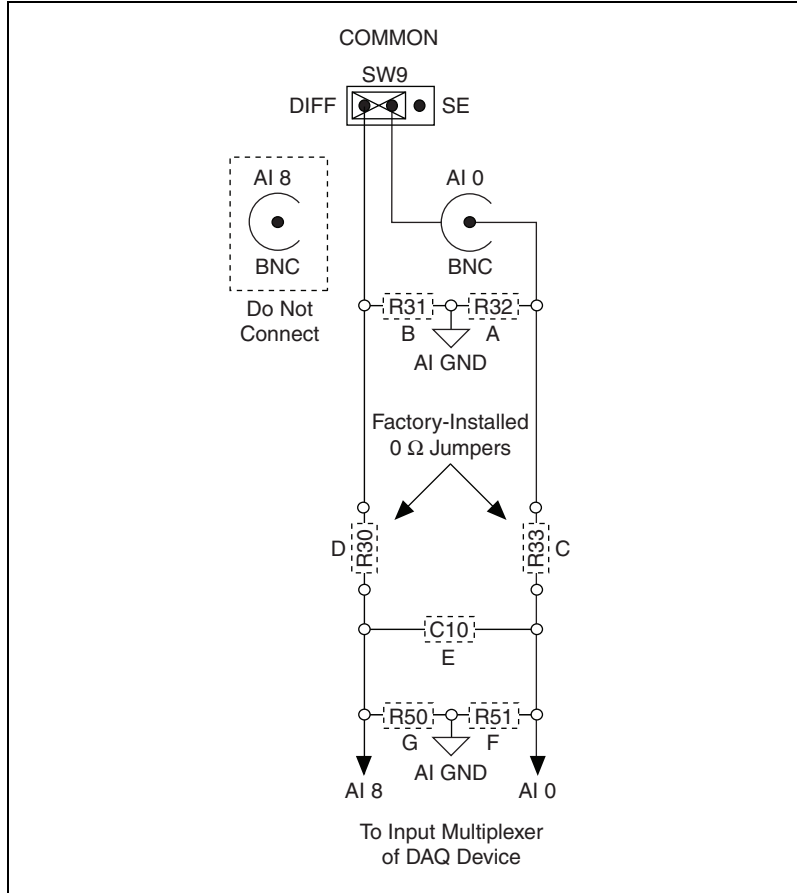 COMMON
SW9
DIFF
SE
AI 8
AI 0
BNC
BNC
Do Not
Connect
R31
R32
B
A
AI GND
Factory-Installed
0 Ω Jumpers
D
R30
R33
C
C10
E
R50
R51
G
F
AI GND
AI 8
AI 0
To Input Multiplexer
of DAQ Device